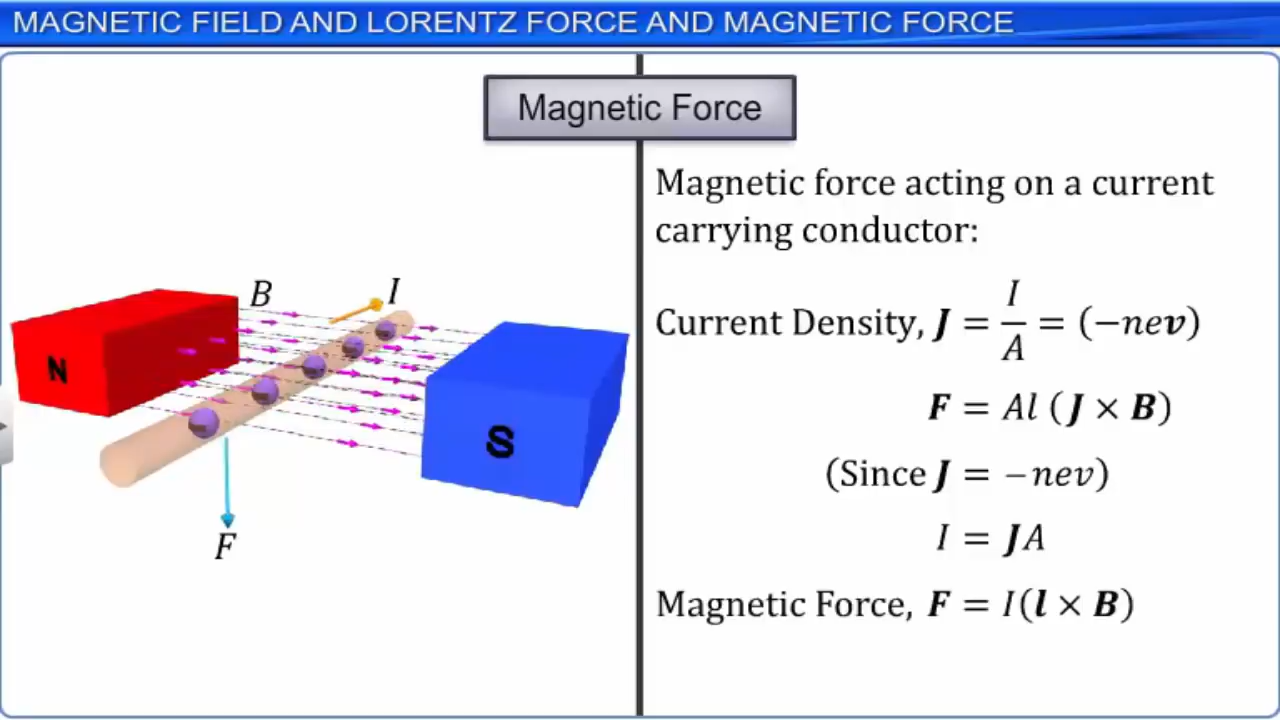 MAGNETIC FIELD AND LORENTZ FORCE AND MAGNETIC FORCE
Magnetic Force
B
I
N
S
F
Magnetic force acting on a current
carrying conductor:
Current Density, J = I/A = (−nev)
F = Al (J × B)
(Since J = −nev)
I = JA
Magnetic Force, F = I(l × B)